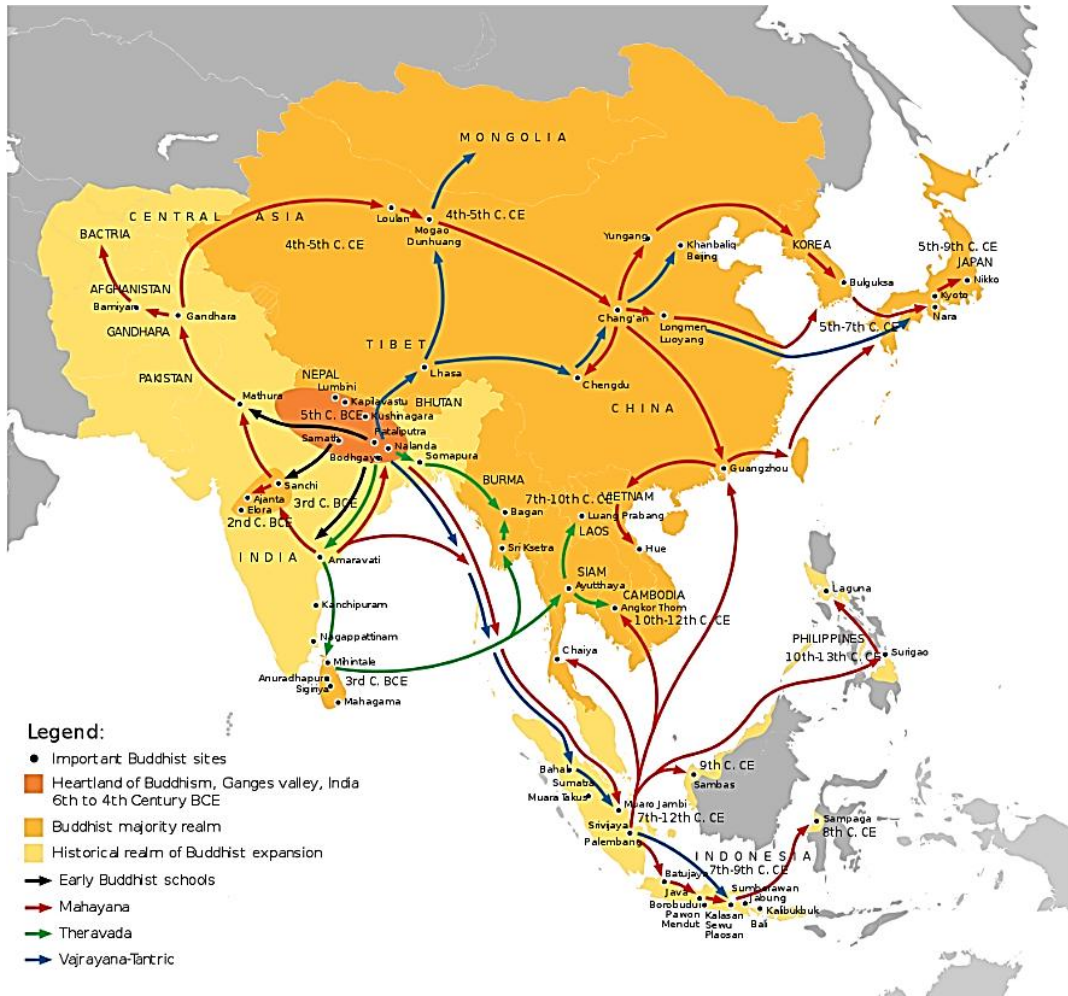 MONGOLIA
CENTRAL ASIA
BACTRIA
4th-5th C. CE
Loulan
Mogao
Dunhuang
4th-5th C. CE
Yungang
Khanbaliq
Beijing
KOREA
5th-9th C. CE
JAPAN
Nikko
Bulguksa
Kyoto
Nara
5th-7th C. CE
AFGHANISTAN
Bamiyan
GANDHARA
Gandhara
Chang'an
Longmen
Luoyang
TIBET
Lhasa
Chengdu
CHINA
PAKISTAN
Mathura
NEPAL
Lumbini
Kapilavastu
BHUTAN
5th C. BCE
Kushinagara
Pataliputra
Sarnath
Nalanda
Bodhgaya
Somapura
Guangzhou
Sanchi
Ajanta
3rd C. BCE
Elora
2nd C. BCE
INDIA
Amaravati
BURMA
Bagan
Sri Ksetra
7th-10th C. CE
VIETNAM
Luang Prabang
LAOS
Hue
SIAM
Ayutthaya
CAMBODIA
Angkor Thom
10th-12th C. CE
Kanchipuram
Nagappattinam
Mihintale
Anuradhapura
Sigiriya
3rd C. BCE
Mahagama
Chaiya
Laguna
PHILIPPINES
10th-13th C. CE
Surigao
Bahal
Sumatra
Muara Takus
Muaro Jambi
7th-12th C. CE
Srivijaya
Palembang
9th C. CE
Sambas
Sampaga
8th C. CE
INDONESIA
7th-9th C. CE
Batujaya
Java
Borobudur
Pawon
Mendut
Kalasan
Sewu
Plaosan
Sumberawan
Jabung
Bali
Kalibukbuk
Legend:
Important Buddhist sites
Heartland of Buddhism, Ganges valley, India
6th to 4th Century BCE
Buddhist majority realm
Historical realm of Buddhist expansion
Early Buddhist schools
Mahayana
Theravada
Vajrayana-Tantric